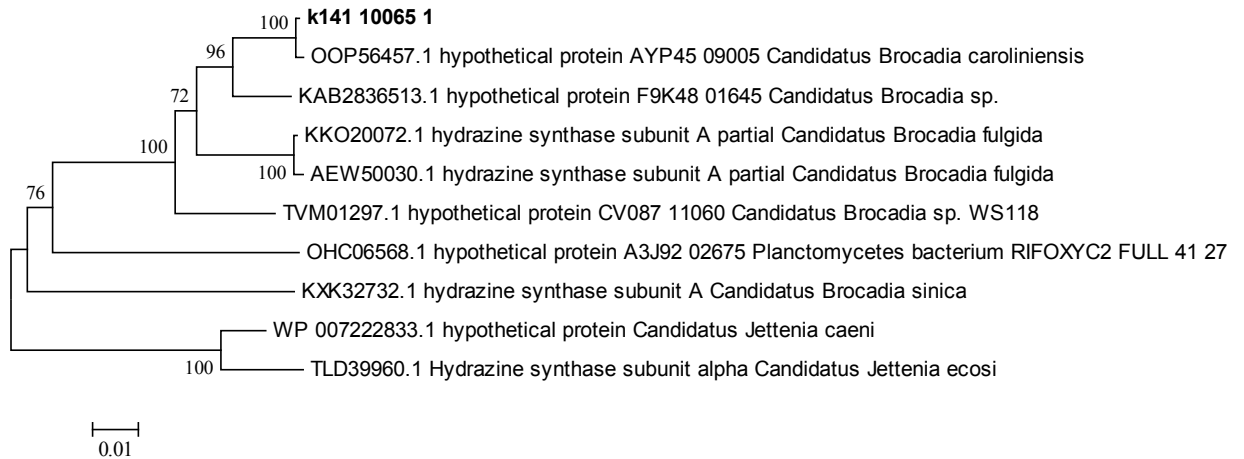 100 k141 10065 1
96 OOP56457.1 hypothetical protein AYP45 09005 Candidatus Brocadia caroliniensis
72 KAB2836513.1 hypothetical protein F9K48 01645 Candidatus Brocadia sp.
KKO20072.1 hydrazine synthase subunit A partial Candidatus Brocadia fulgida
100
100 AEW50030.1 hydrazine synthase subunit A partial Candidatus Brocadia fulgida
76
TVM01297.1 hypothetical protein CV087 11060 Candidatus Brocadia sp. WS118
OHC06568.1 hypothetical protein A3J92 02675 Planctomycetes bacterium RIFOXYC2 FULL 41 27
KXK32732.1 hydrazine synthase subunit A Candidatus Brocadia sinica
WP 007222833.1 hypothetical protein Candidatus Jettenia caeni
100 TLD39960.1 Hydrazine synthase subunit alpha Candidatus Jettenia ecosi
0.01